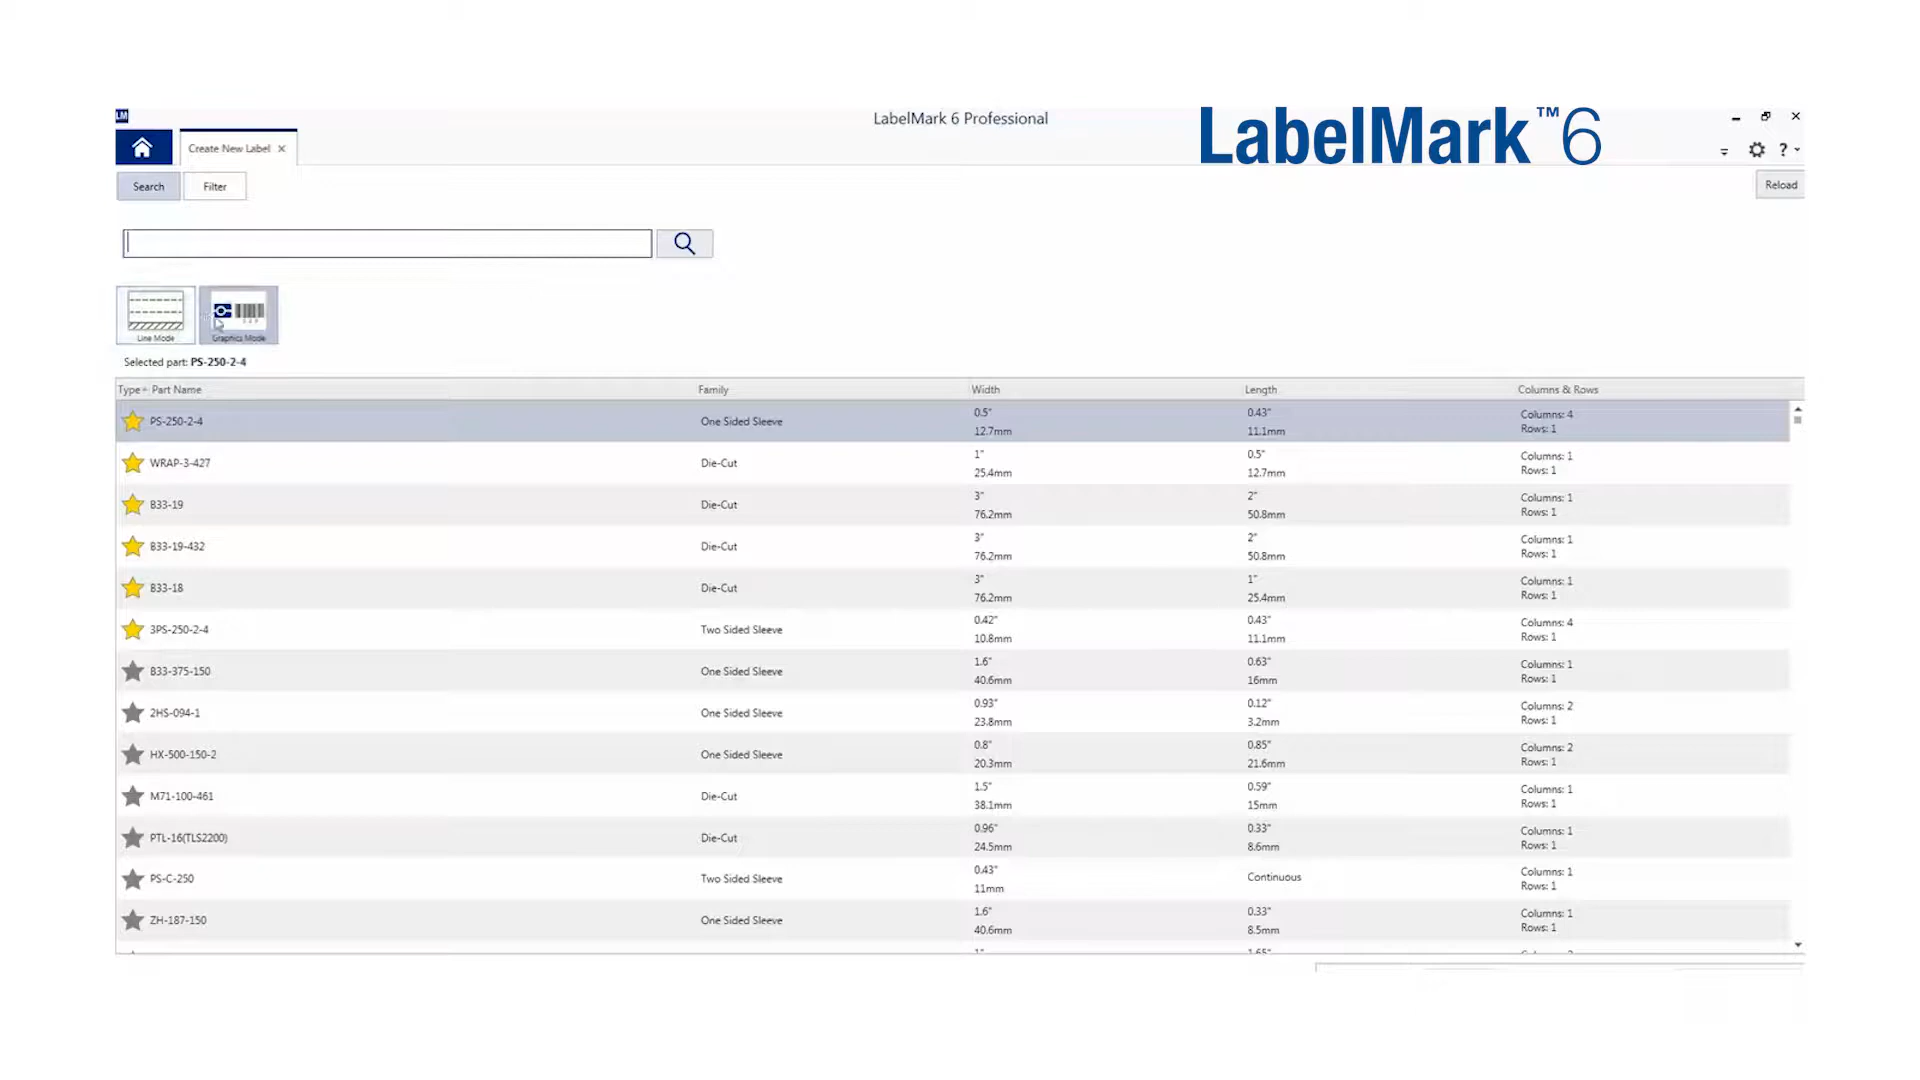 LM
LabelMark 6 Professional
LabelMark™6
Create New Label
?
Search
Filter
Reload
Line Mode
Graphics Mode
Selected part: PS-250-2-4
Type Part Name Family Width Length Columns & Rows
PS-250-2-4 One Sided Sleeve 0.5" 0.43" Columns: 4
12.7mm 11.1mm Rows: 1
WRAP-3-427 Die-Cut 1" 0.5" Columns: 1
25.4mm 12.7mm Rows: 1
B33-19 Die-Cut 3" 2" Columns: 1
76.2mm 50.8mm Rows: 1
B33-19-432 Die-Cut 3" 2" Columns: 1
76.2mm 50.8mm Rows: 1
B33-18 Die-Cut 3" 1" Columns: 1
76.2mm 25.4mm Rows: 1
3PS-250-2-4 Two Sided Sleeve 0.42" 0.43" Columns: 4
10.8mm 11.1mm Rows: 1
B33-375-150 One Sided Sleeve 1.6" 0.63" Columns: 1
40.6mm 16mm Rows: 1
2HS-094-1 One Sided Sleeve 0.93" 0.12" Columns: 2
23.8mm 3.2mm Rows: 1
HX-500-150-2 One Sided Sleeve 0.8" 0.85" Columns: 2
20.3mm 21.6mm Rows: 1
M71-100-461 Die-Cut 1.5" 0.59" Columns: 1
38.1mm 15mm Rows: 1
PTL-16(TLS2200) Die-Cut 0.96" 0.33" Columns: 1
24.5mm 8.6mm Rows: 1
PS-C-250 Two Sided Sleeve 0.43" Continuous Columns: 1
11mm Rows: 1
ZH-187-150 One Sided Sleeve 1.6" 0.33" Columns: 1
40.6mm 8.5mm Rows: 1